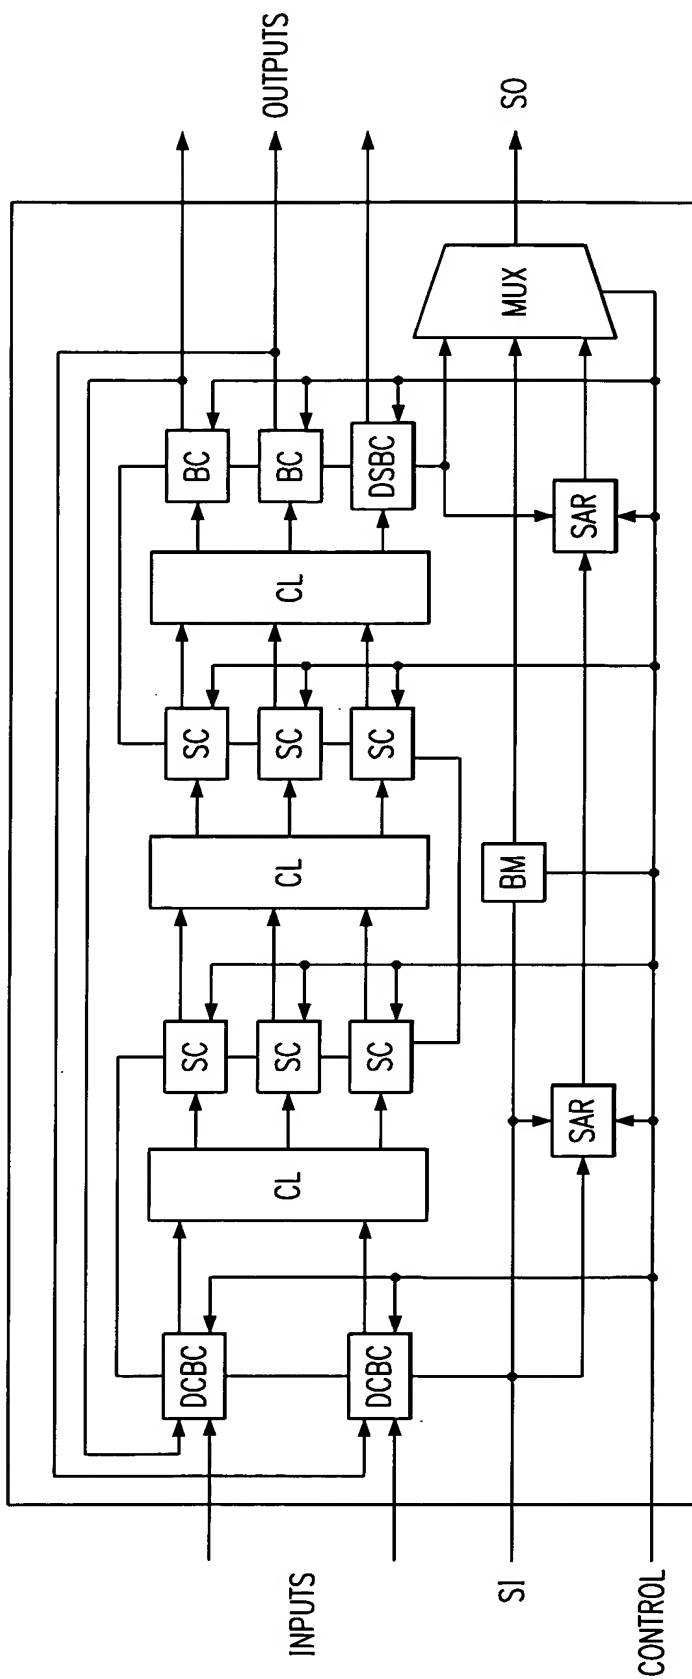 INPUTS
SI
CONTROL
DCBC
DCBC
CL
SC
SC
SC
CL
SC
SC
SC
CL
BC
BC
DSBC
SAR
BM
SAR
MUX
OUTPUTS
SO